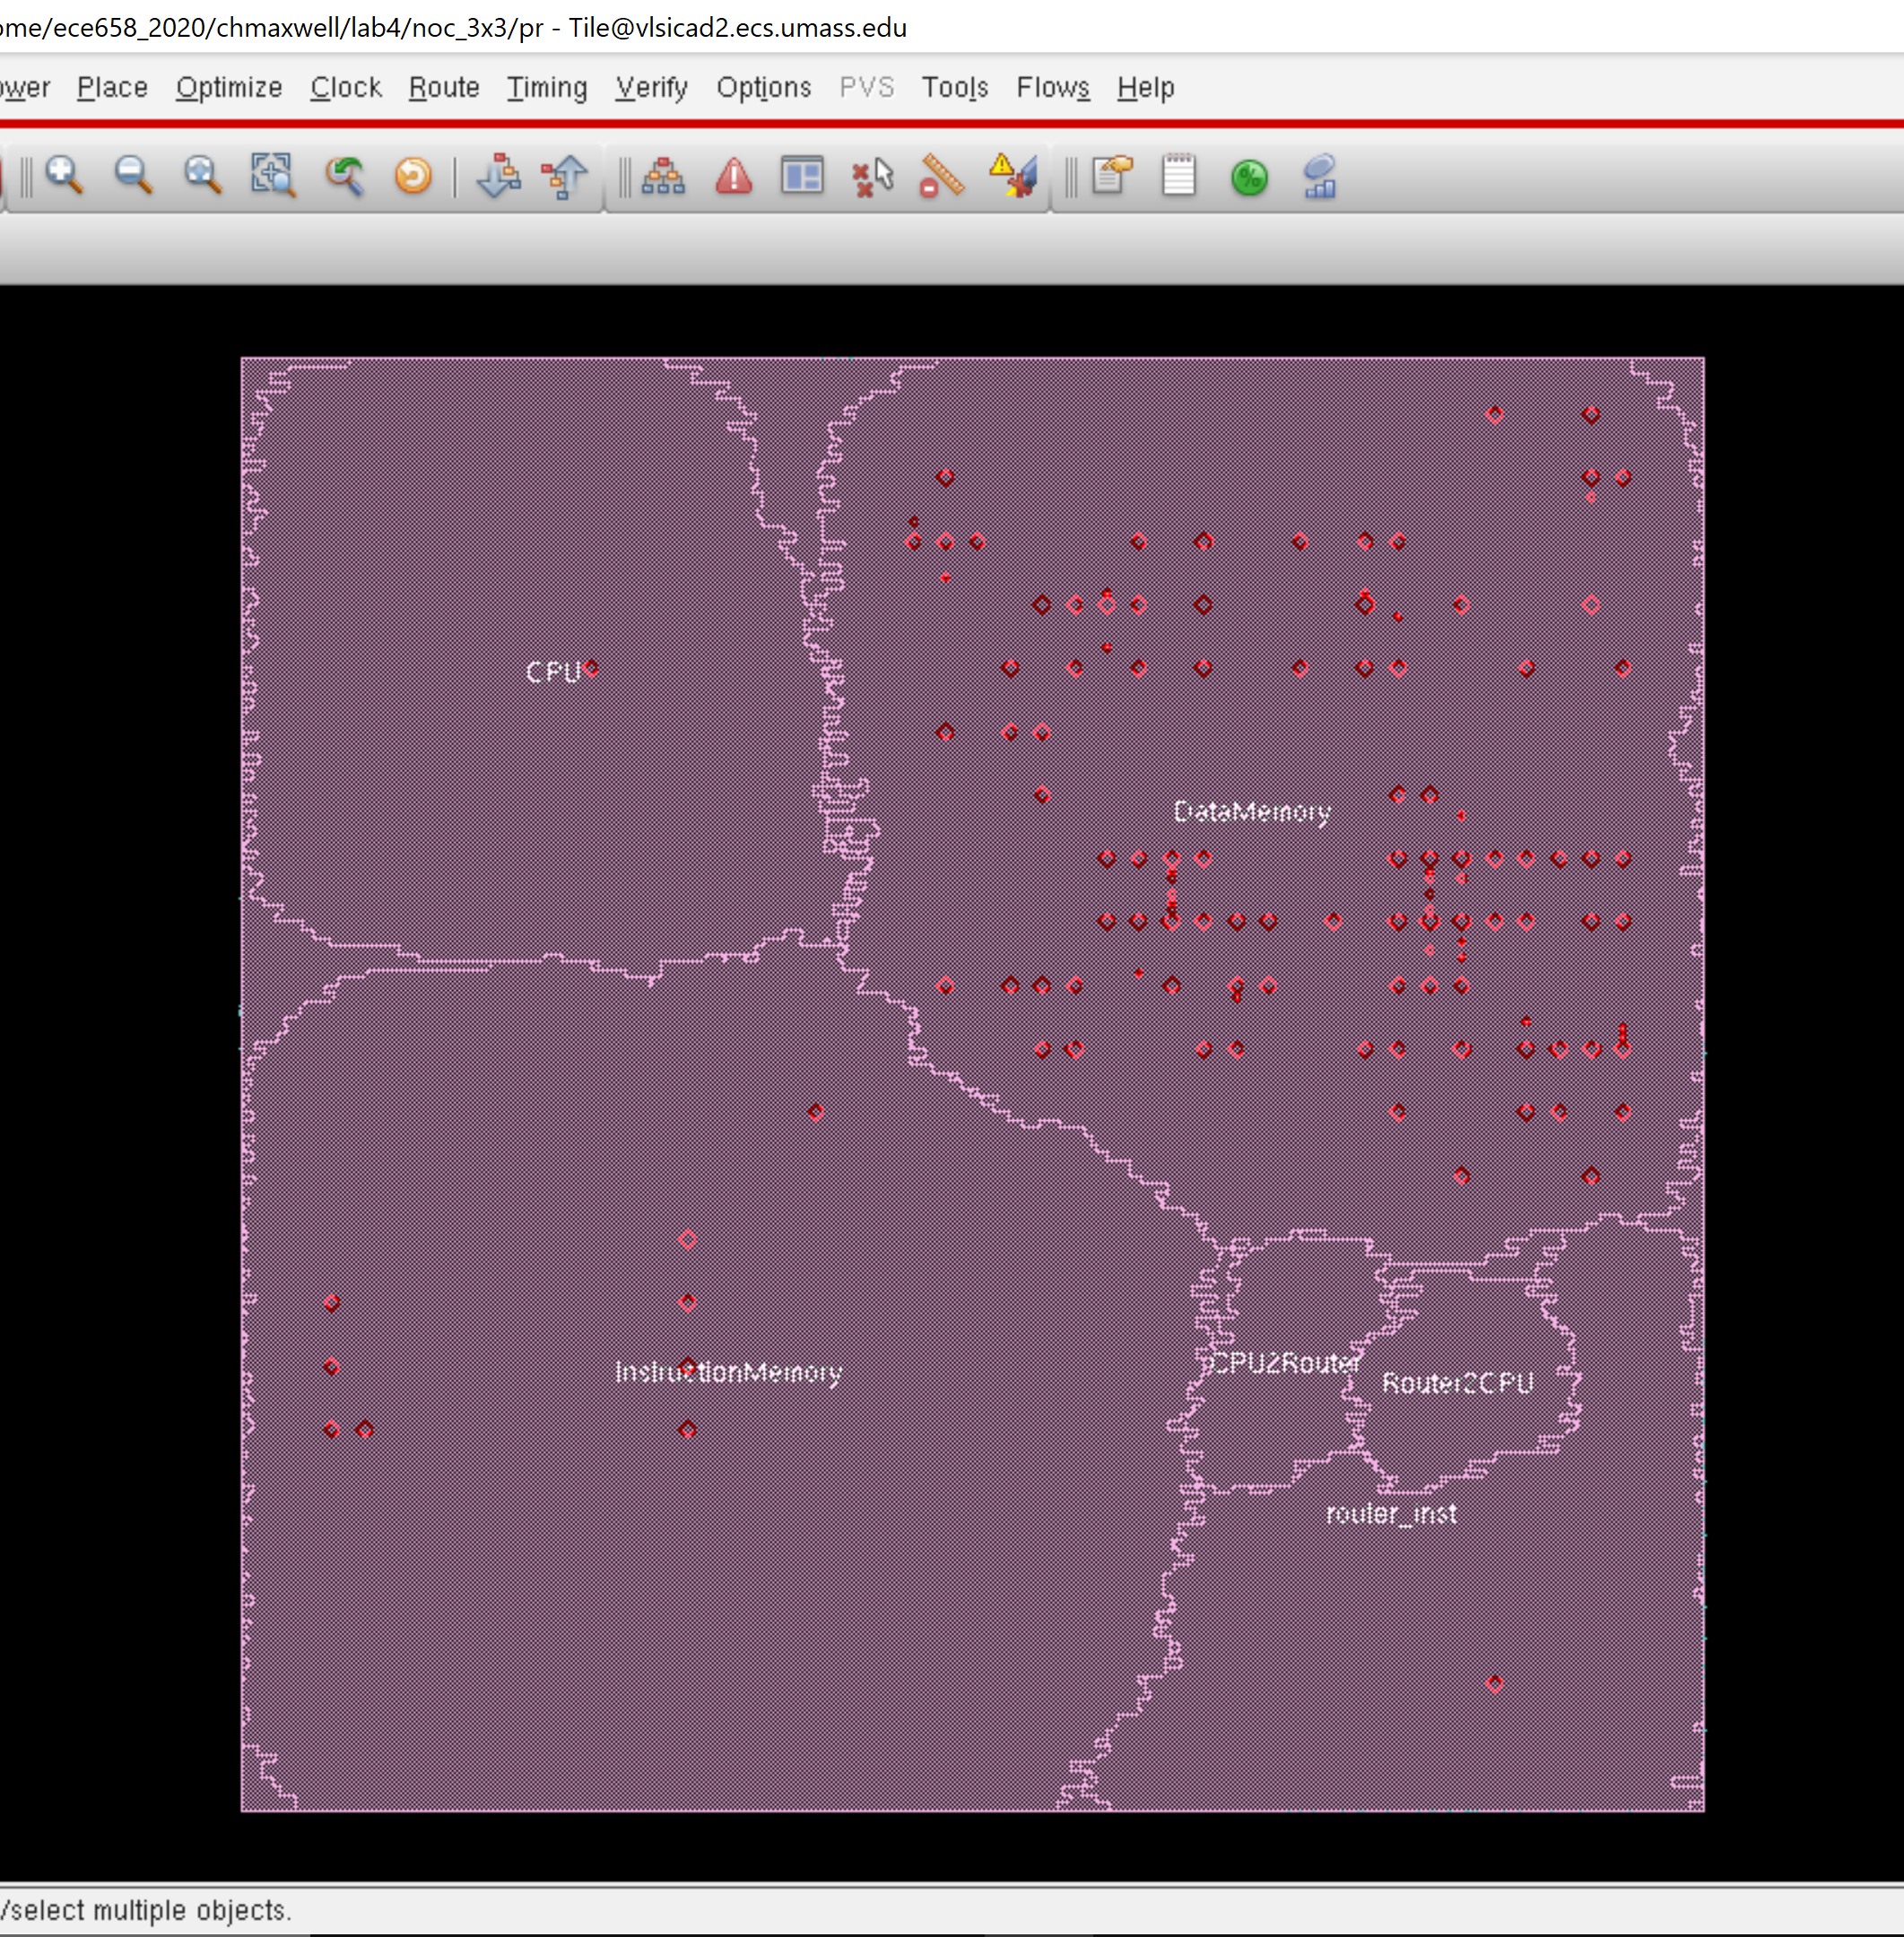 ome/ece658_2020/chmaxwell/lab4/noc_3x3/pr - Tile@vlsicad2.ecs.umass.edu
ower Place Optimize Clock Route Timing Verify Options PVS Tools Flows Help
CPU
DataMemory
InstructionMemory
CPU2Router
Router2CPU
router_inst
/select multiple objects.